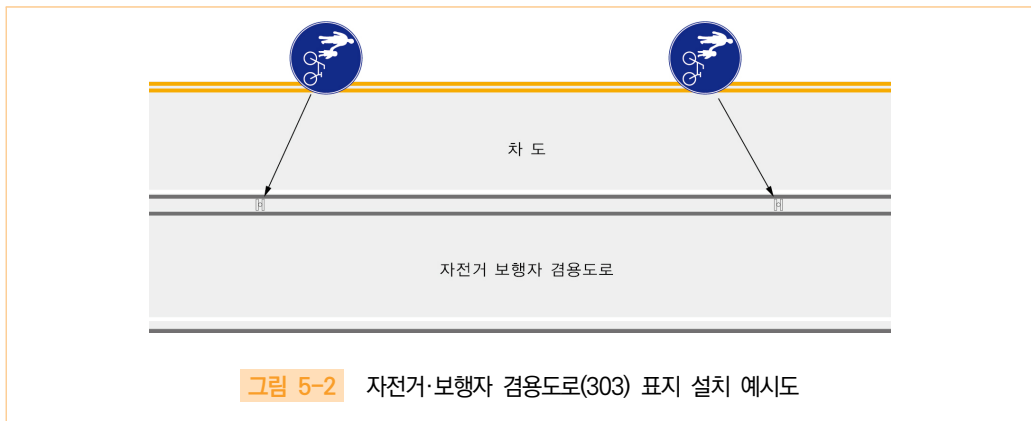 차 도
자전거 보행자 겸용도로
그림 5-2 자전거·보행자 겸용도로(303) 표지 설치 예시도